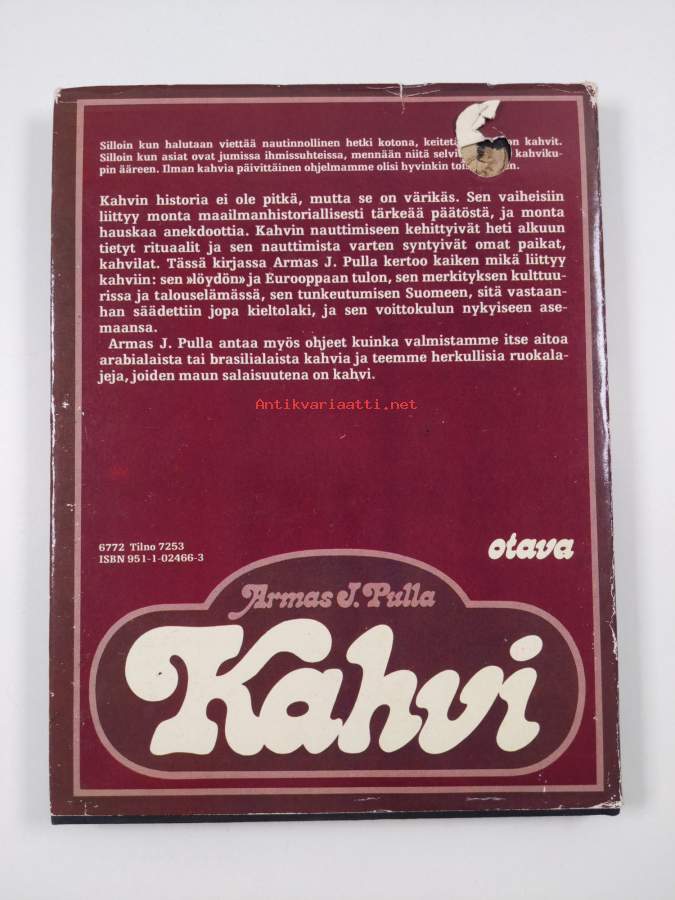 Silloin kun halutaan viettää nautinnollinen hetki kotona, kahvit.
Silloin kun asiat ovat jumissa ihmissuhteissa, mennään niitä kahviku-
pin ääreen. Ilman kahvia päivittäinen ohjelmamme olisi hyvinkin
Kahvin historia ei ole pitkä, mutta se on värikäs. Sen vaiheisiin
liittyy monta maailmanhistoriallisesti tärkeää päätöstä, ja monta
hauskaa anekdoottia. Kahvin nauttimiseen kehittyivät heti alkuun
tietyt rituaalit ja sen nauttimista varten syntyivät omat paikat,
kahvilat. Tässä kirjassa Armas J. Pulla kertoo kaiken mikä liittyy
kahviin: sen »löydön» ja Eurooppaan tulon, sen merkityksen kulttuu-
rissa ja talouselämässä, sen tunkeutumisen Suomeen, sitä vastaan-
han säädettiin jopa kieltolaki, ja sen voittokulun nykyiseen ase-
maansa.
Armas J. Pulla antaa myös ohjeet kuinka valmistamme itse aitoa
arabialaista tai brasilialaista kahvia ja teemme herkullisia ruokala-
jeja, joiden maun salaisuutena on kahvi.
Antikvariaatti.net
6772 Tilno 7253
ISBN 951-1-02466-3
otava
Armas J. Pulla
Kahvi